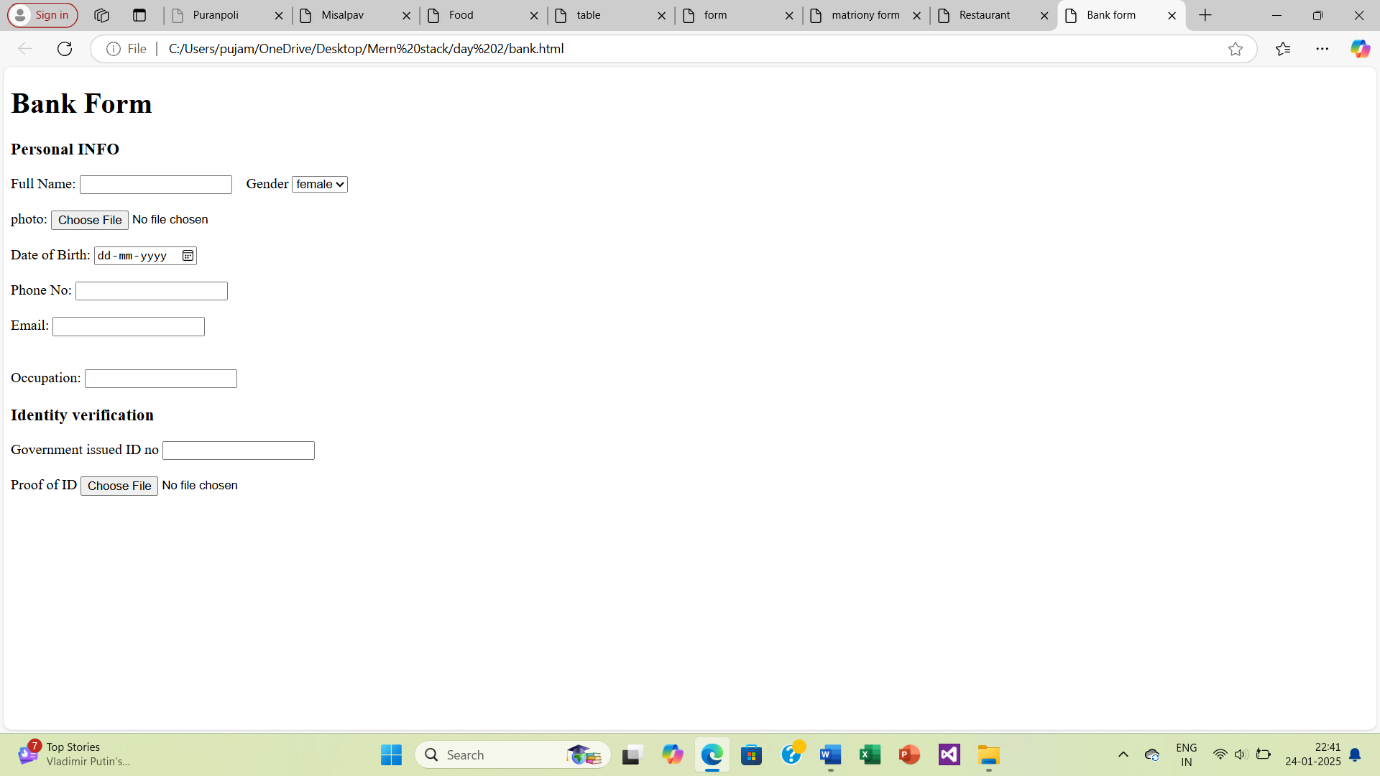 Sign in Puranpoli Misalpav Food table form matriony form Restaurant Bank form
File C:/Users/pujam/OneDrive/Desktop/Mern%20stack/day%202/bank.html
Bank Form
Personal INFO
Full Name: Gender female
photo: Choose File No file chosen
Date of Birth: dd-mm-yyyy
Phone No:
Email:
Occupation:
Identity verification
Government issued ID no
Proof of ID Choose File No file chosen
7 Top Stories
Vladimir Putin's...
Search
ENG
IN
22:41
24-01-2025